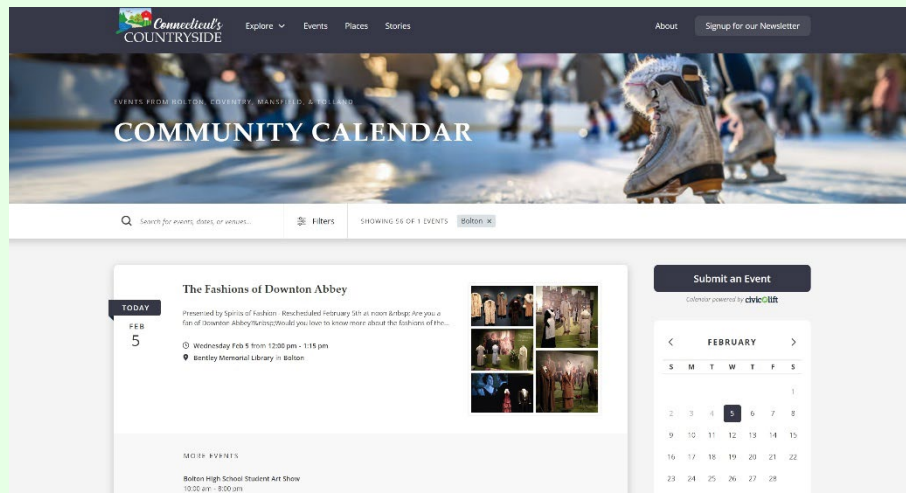 Connecticut's
COUNTRYSIDE
Explore Events Places Stories
About Signup for our Newsletter
EVENTS FROM BOLTON, COVENTRY, MANSFIELD, & TOLLAND
COMMUNITY CALENDAR
Search for events, dates, or venues...
Filters
SHOWING 56 OF 1 EVENTS
Bolton ×
TODAY
FEB
5
The Fashions of Downton Abbey
Presented by Spirits of Fashion - Rescheduled February 5th at noon &nbsp; Are you a
fan of Downton Abbey?&nbsp;Would you love to know more about the fashions of the...
Wednesday Feb 5 from 12:00 pm - 1:15 pm
Bentley Memorial Library in Bolton
MORE EVENTS
Bolton High School Student Art Show
10:00 am - 8:00 pm
Submit an Event
Calendar powered by civiclift
< FEBRUARY >
S M T W T F S
1
2 3 4 5 6 7 8
9 10 11 12 13 14 15
16 17 18 19 20 21 22
23 24 25 26 27 28